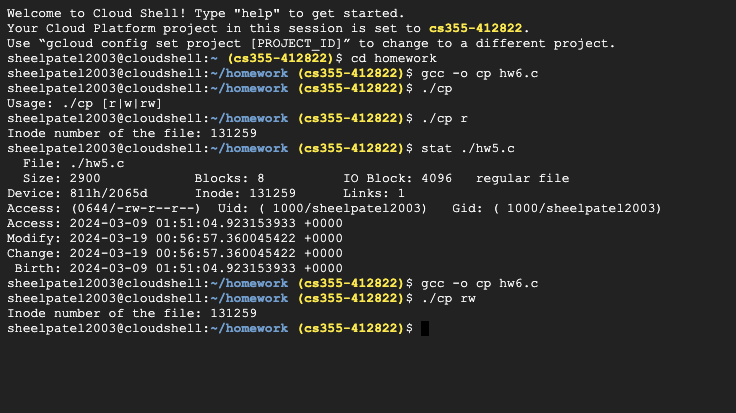 Welcome to Cloud Shell! Type "help" to get started.
Your Cloud Platform project in this session is set to cs355-412822.
Use “gcloud config set project [PROJECT_ID]” to change to a different project.
sheelpatel2003@cloudshell:~ (cs355-412822)$ cd homework
sheelpatel2003@cloudshell:~/homework (cs355-412822)$ gcc -o cp hw6.c
sheelpatel2003@cloudshell:~/homework (cs355-412822)$ ./cp
Usage: ./cp [r|w|rw]
sheelpatel2003@cloudshell:~/homework (cs355-412822)$ ./cp r
Inode number of the file: 131259
sheelpatel2003@cloudshell:~/homework (cs355-412822)$ stat ./hw5.c
  File: ./hw5.c
  Size: 2900         Blocks: 8          IO Block: 4096   regular file
Device: 811h/2065d      Inode: 131259      Links: 1
Access: (0644/-rw-r--r--)  Uid: ( 1000/sheelpatel2003)   Gid: ( 1000/sheelpatel2003)
Access: 2024-03-09 01:51:04.923153933 +0000
Modify: 2024-03-19 00:56:57.360045422 +0000
Change: 2024-03-19 00:56:57.360045422 +0000
 Birth: 2024-03-09 01:51:04.923153933 +0000
sheelpatel2003@cloudshell:~/homework (cs355-412822)$ gcc -o cp hw6.c
sheelpatel2003@cloudshell:~/homework (cs355-412822)$ ./cp rw
Inode number of the file: 131259
sheelpatel2003@cloudshell:~/homework (cs355-412822)$